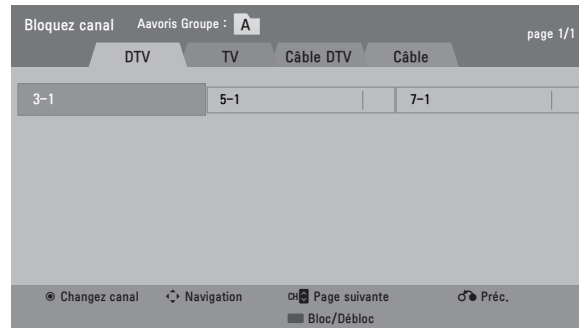 Bloquez canal Aavoris Groupe : A
page 1/1
DTV TV Câble DTV Câble
3-1 5-1 7-1
Changez canal Navigation CH Page suivante Préc.
Bloc/Débloc